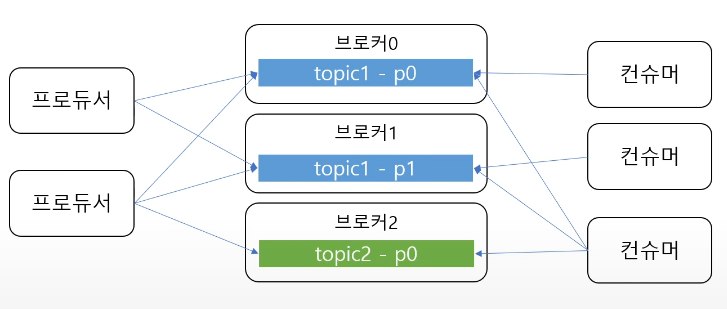 브로커0
topic1 - p0
프로듀서
컨슈머
브로커1
topic1 - p1
컨슈머
프로듀서
브로커2
topic2 - p0
컨슈머